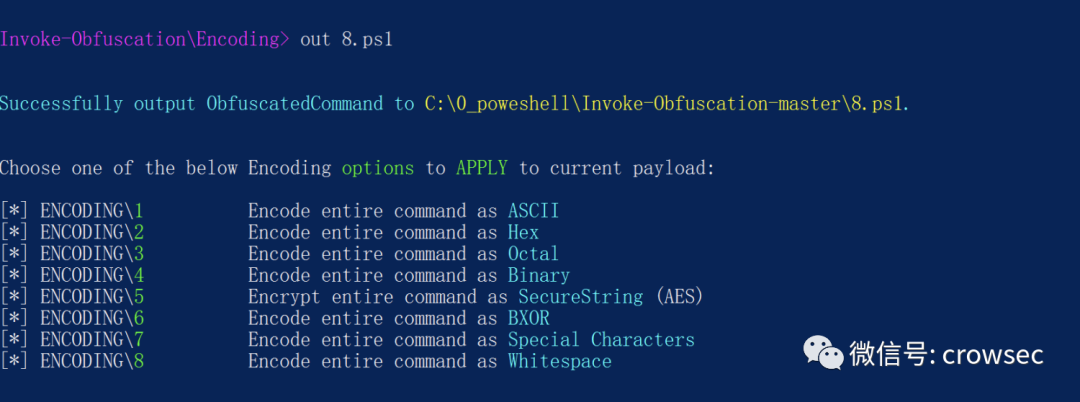 Invoke-Obfuscation\Encoding> out 8.ps1
Successfully output ObfuscatedCommand to C:\0_poweshell\Invoke-Obfuscation-master\8.ps1.
Choose one of the below Encoding options to APPLY to current payload:
[*] ENCODING\1 Encode entire command as ASCII
[*] ENCODING\2 Encode entire command as Hex
[*] ENCODING\3 Encode entire command as Octal
[*] ENCODING\4 Encode entire command as Binary
[*] ENCODING\5 Encrypt entire command as SecureString (AES)
[*] ENCODING\6 Encode entire command as BXOR
[*] ENCODING\7 Encode entire command as Special Characters
[*] ENCODING\8 Encode entire command as Whitespace
微信号: crowsec